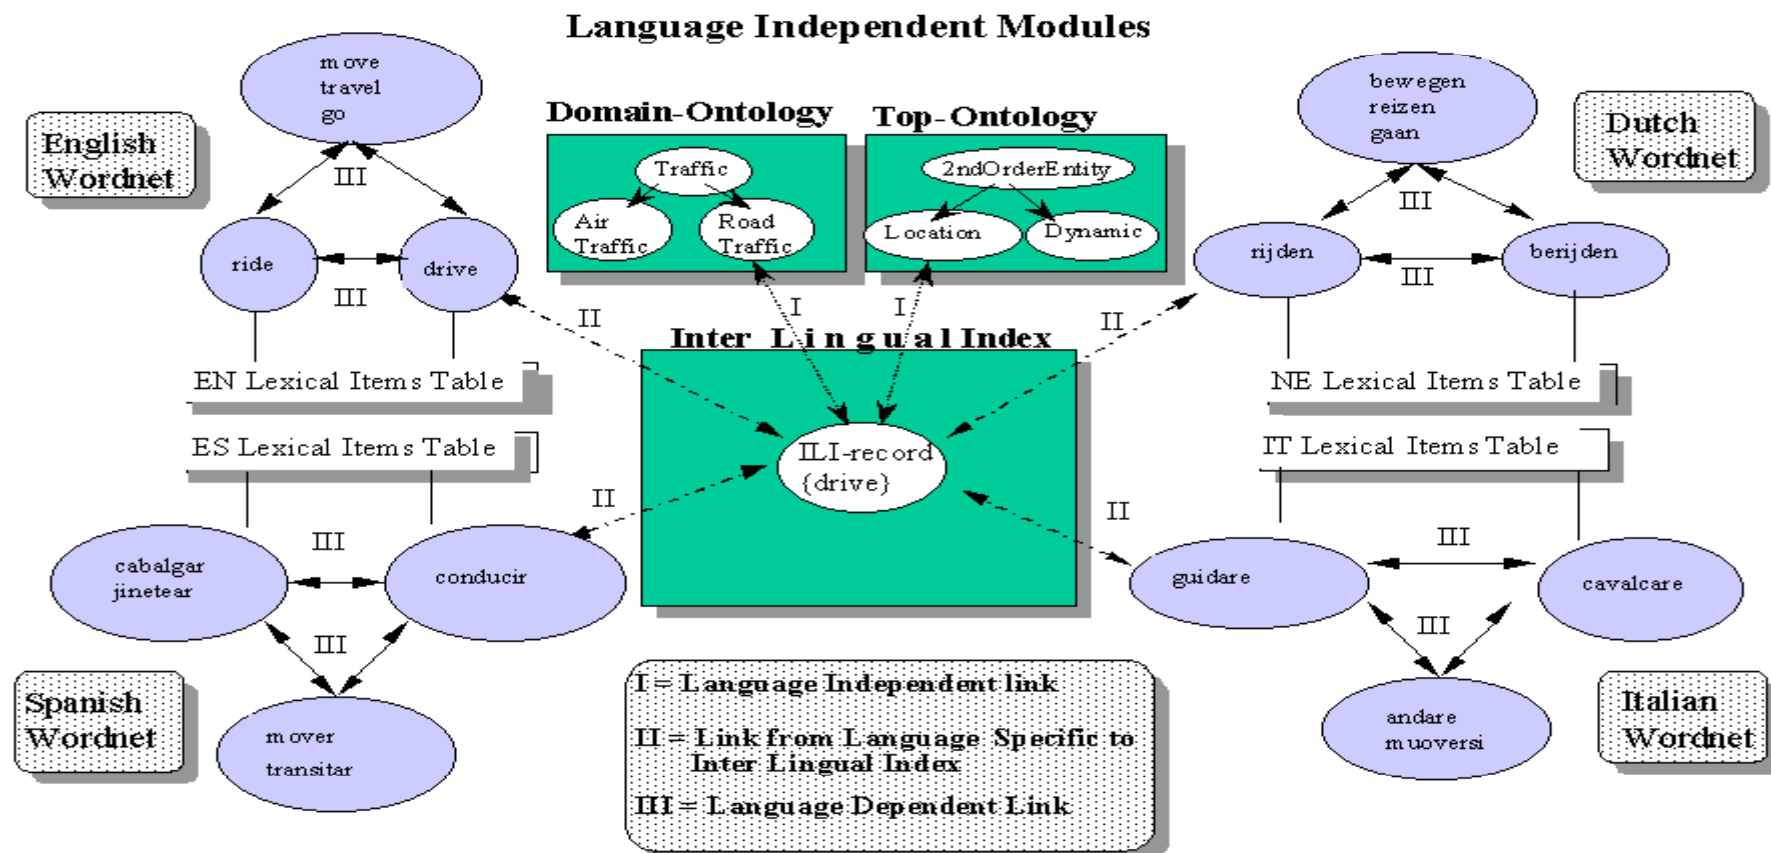 Language Independent Modules
move
travel
go
English
Wordnet
III
ride
drive
III
EN Lexical Items Table
Domain-Ontology
Traffic
Air
Traffic
Road
Traffic
Top-Ontology
2ndOrderEntity
Location
Dynamic
I
I
II
II
Inter Lingual Index
ILI-record
{drive}
II
II
bewegen
reizen
gaan
Dutch
Wordnet
III
rijden
berijden
III
NE Lexical Items Table
ES Lexical Items Table
III
cabalgar
jinetear
conducir
III
Spanish
Wordnet
mover
transitar
IT Lexical Items Table
III
guidare
cavalcare
III
andare
muoversi
Italian
Wordnet
I = Language Independent link
II = Link from Language Specific to
Inter Lingual Index
III = Language Dependent Link